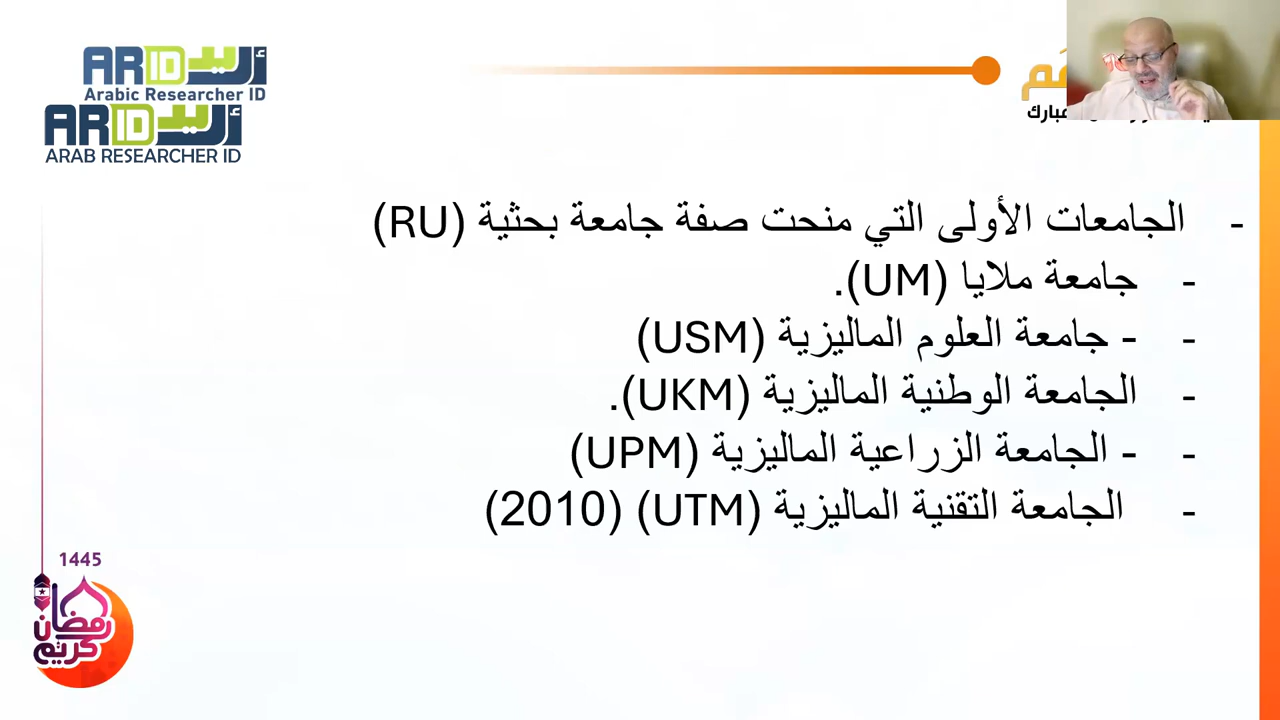 ARID أريد
Arabic Researcher ID
ARID أريد
ARAB RESEARCHER ID
- الجامعات الأولى التي منحت صفة جامعة بحثية (RU)
- جامعة ملايا (UM).
- - جامعة العلوم الماليزية (USM)
- الجامعة الوطنية الماليزية (UKM).
- - الجامعة الزراعية الماليزية (UPM)
- الجامعة التقنية الماليزية (UTM) (2010)
1445
رمضان
كريم